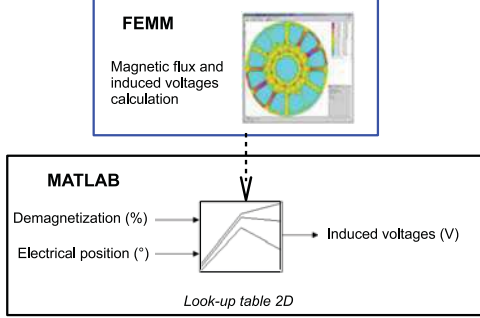 FEMM
Magnetic flux and
induced voltages
calculation
MATLAB
Demagnetization (%)
Electrical position (°)
Induced voltages (V)
Look-up table 2D